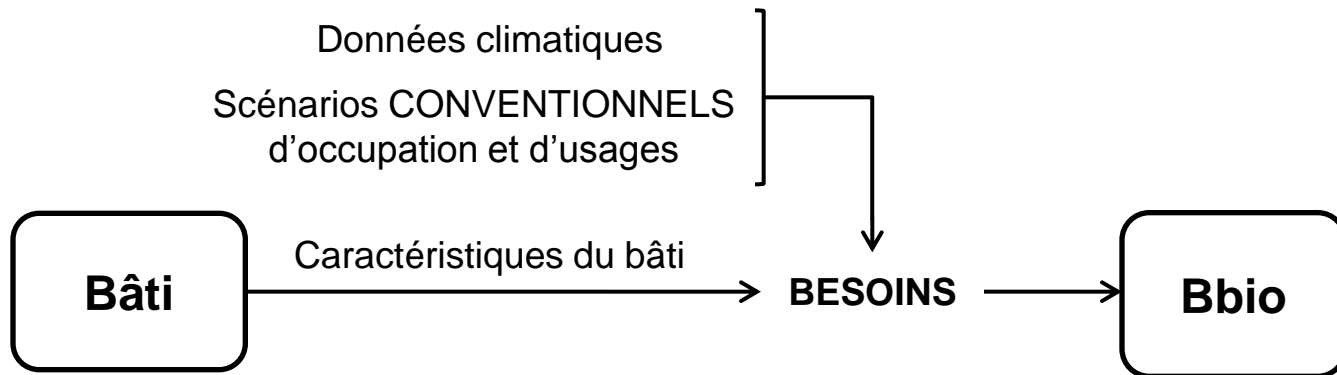 Données climatiques
Scénarios CONVENTIONNELS
d’occupation et d’usages
Caractéristiques du bâti
Bâti
BESOINS
Bbio